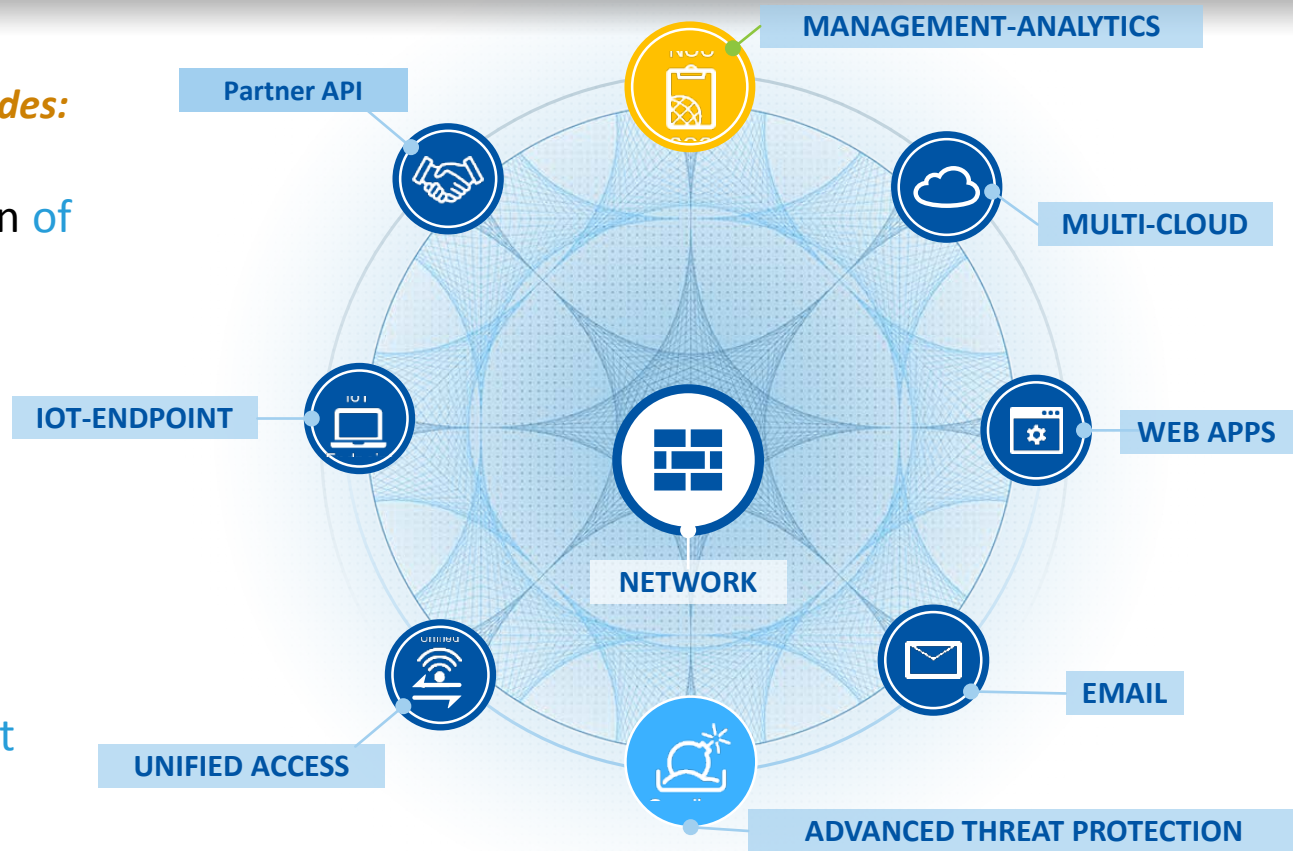 MANAGEMENT-ANALYTICS
des:
Partner API
n of
MULTI-CLOUD
IOT-ENDPOINT
WEB APPS
NETWORK
EMAIL
t
UNIFIED ACCESS
ADVANCED THREAT PROTECTION